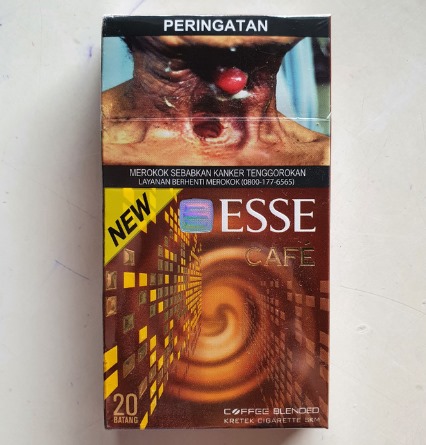 PERINGATAN
MEROKOK SEBABKAN KANKER TENGGOROKAN
LAYANAN BERHENTI MEROKOK (0800-177-6565)
NEW
ESSE
CAFÉ
20
BATANG
COFFEE BLENDED
KRETEK CIGARETTE SKM